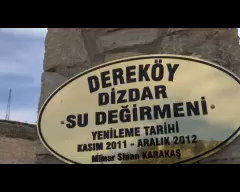 DEREKÖY
DİZDAR
SU DEĞİRMENİ
YENİLEME TARİHİ
KASIM 2011 - ARALIK 2012
Mimar Sinan KARAKAŞ